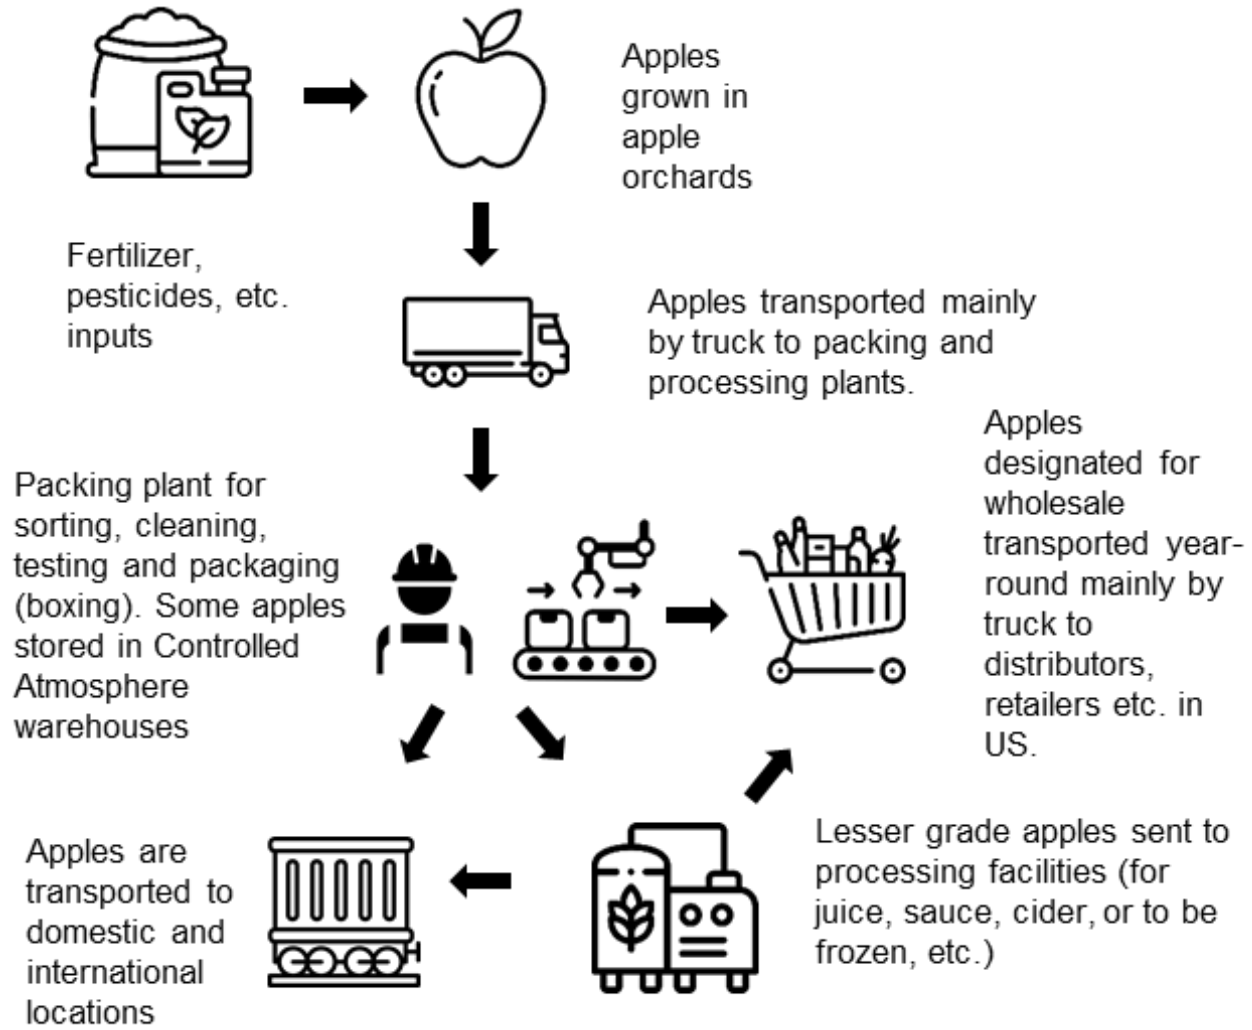 Apples
grown in
apple
orchards
Fertilizer,
pesticides, etc.
inputs
Apples transported mainly
by truck to packing and
processing plants.
Packing plant for
sorting, cleaning,
testing and packaging
(boxing). Some apples
stored in Controlled
Atmosphere
warehouses
Apples
designated for
wholesale
transported year-
round mainly by
truck to
distributors,
retailers etc. in
US.
Apples are
transported to
domestic and
international
locations
Lesser grade apples sent to
processing facilities (for
juice, sauce, cider, or to be
frozen, etc.)